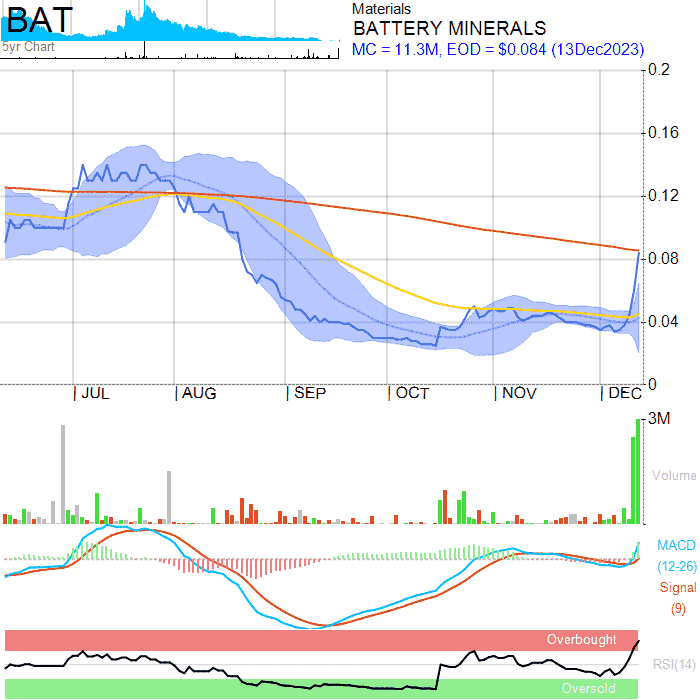 BAT
5yr Chart
Materials
BATTERY MINERALS
MC = 11.3M, EOD = $0.084 (13Dec2023)
0.2
0.16
0.12
0.08
0.04
0
JUL AUG SEP OCT NOV DEC
3M
Volume
MACD
(12-26)
Signal
(9)
Overbought
RSI(14)
Oversold